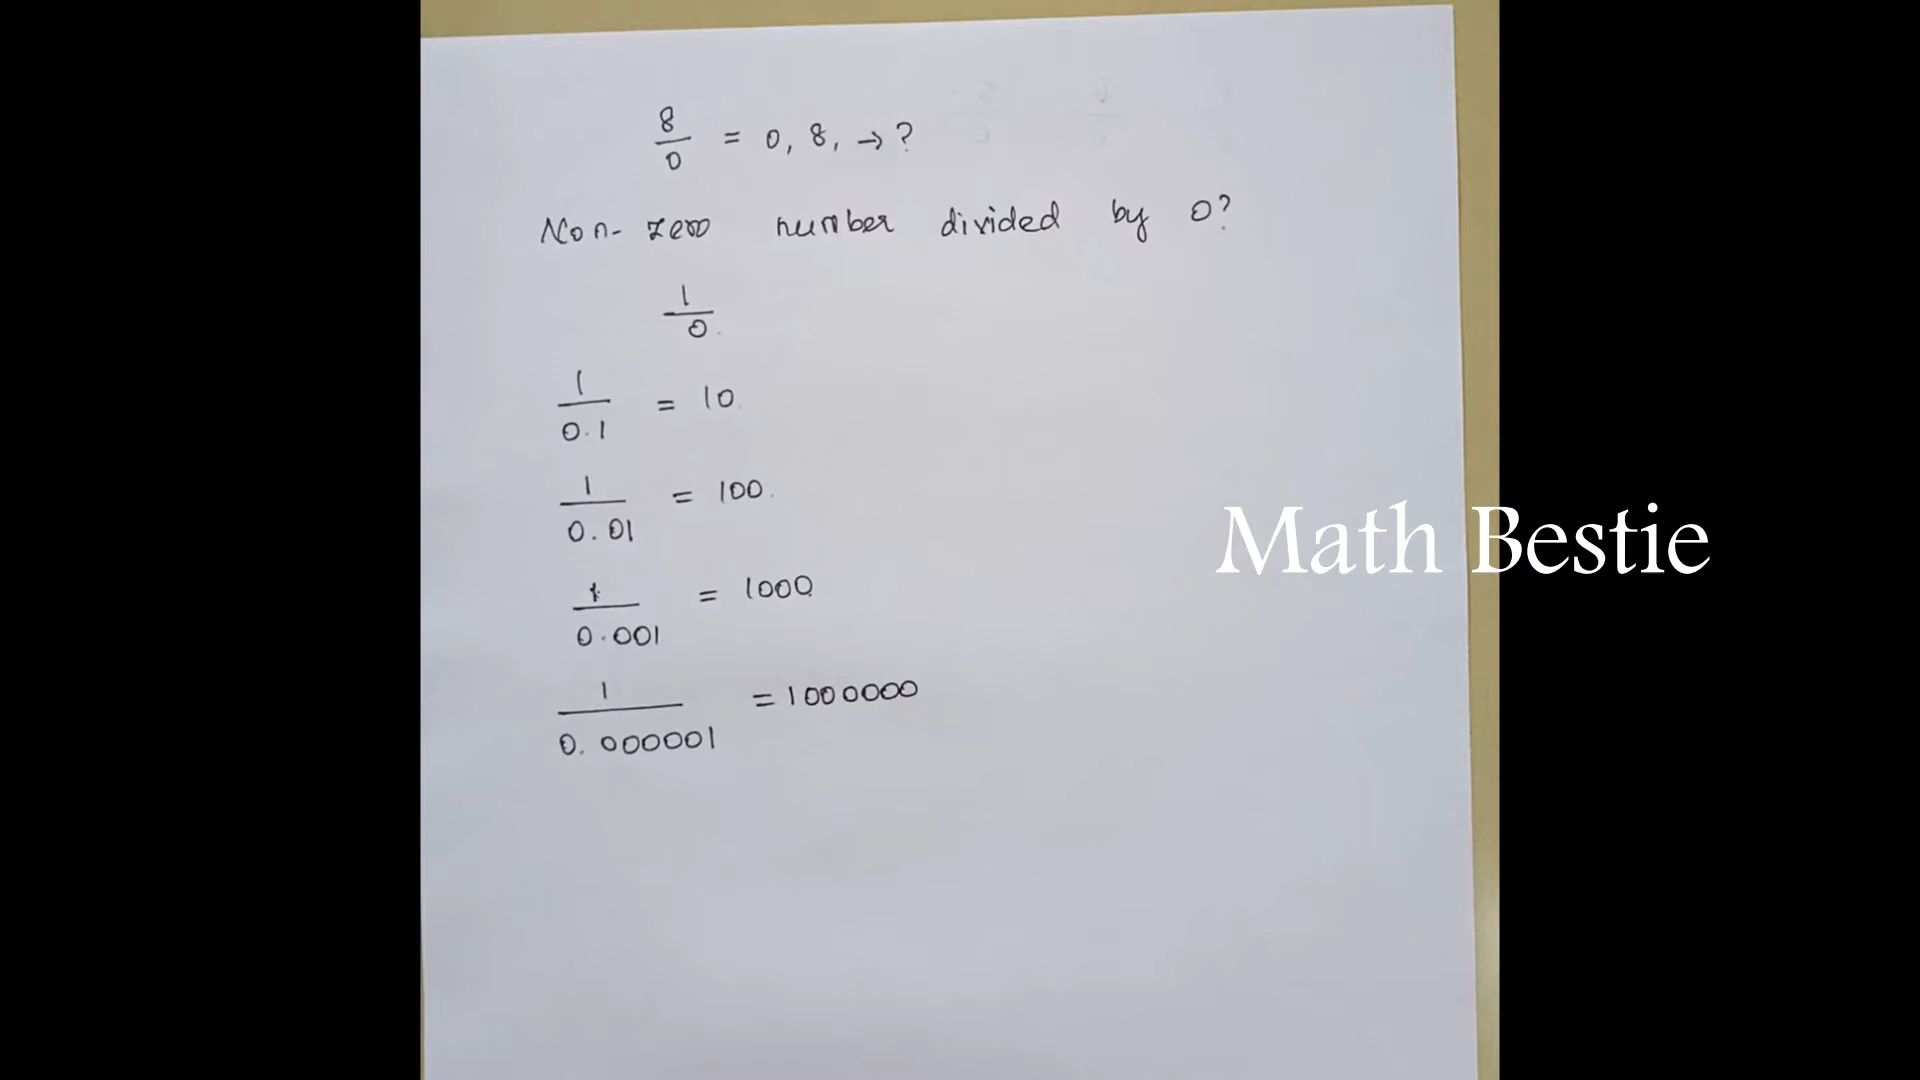 8/0 = 0, 8, → ?
Non-zero number divided by 0?
1/0
1/0.1 = 10
1/0.01 = 100
1/0.001 = 1000
Math Bestie
1/0.000001 = 1000000